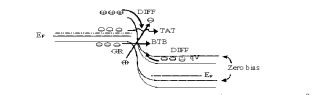 DIFF
E_F
TAT
BTB
GR
DIFF
qV
E_F
Zero bias